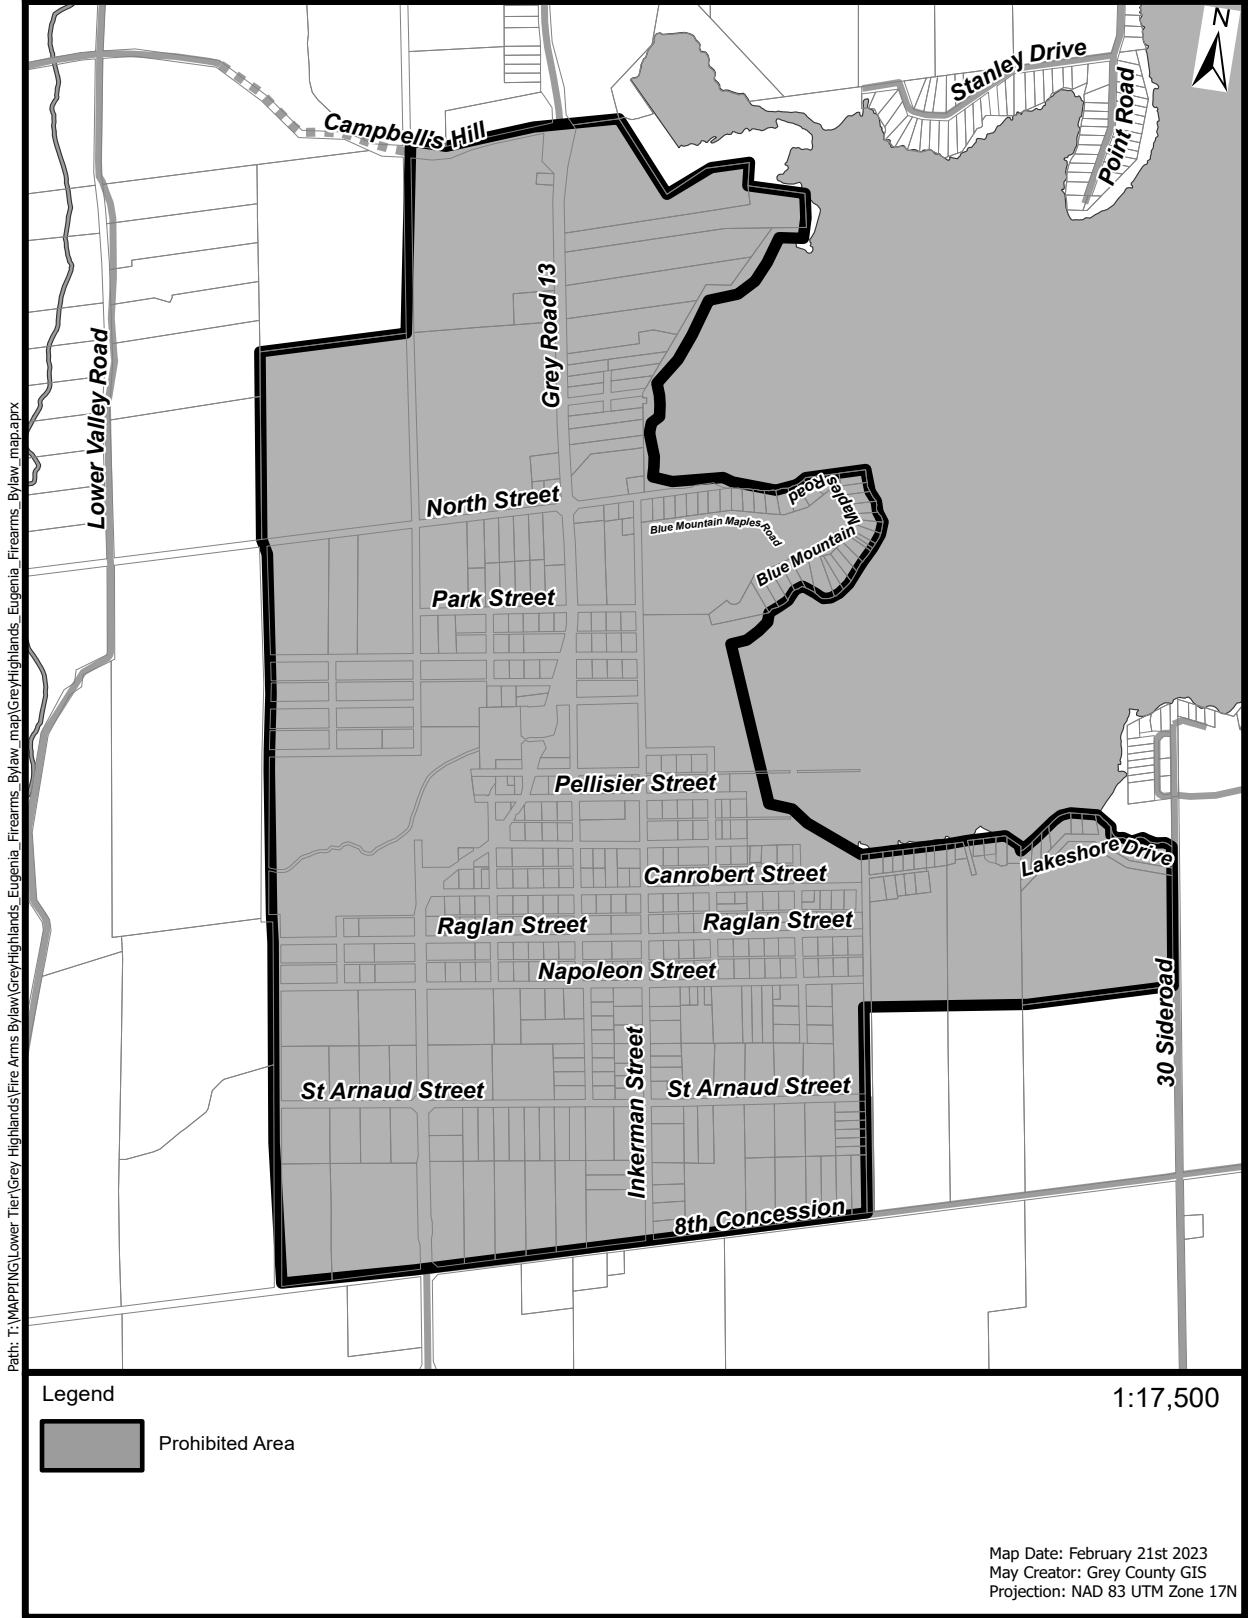 N
Stanley Drive
Point Road
Campbell's Hill
Grey Road 13
Lower Valley Road
North Street
Blue Mountain Maples Road
Blue Mountain Maples Road
Park Street
Pellisier Street
Canrobert Street
Lakeshore Drive
Raglan Street
Raglan Street
Napoleon Street
30 Sideroad
Inkerman Street
St Arnaud Street
St Arnaud Street
8th Concession
Path: T:\MAPPING\Lower Tier\Grey Highlands\Fire Arms Bylaw\GreyHighlands_Eugenia_Firearms_Bylaw_map\GreyHighlands_Eugenia_Firearms_Bylaw_map.aprx
Legend
1:17,500
Prohibited Area
Map Date: February 21st 2023
May Creator: Grey County GIS
Projection: NAD 83 UTM Zone 17N